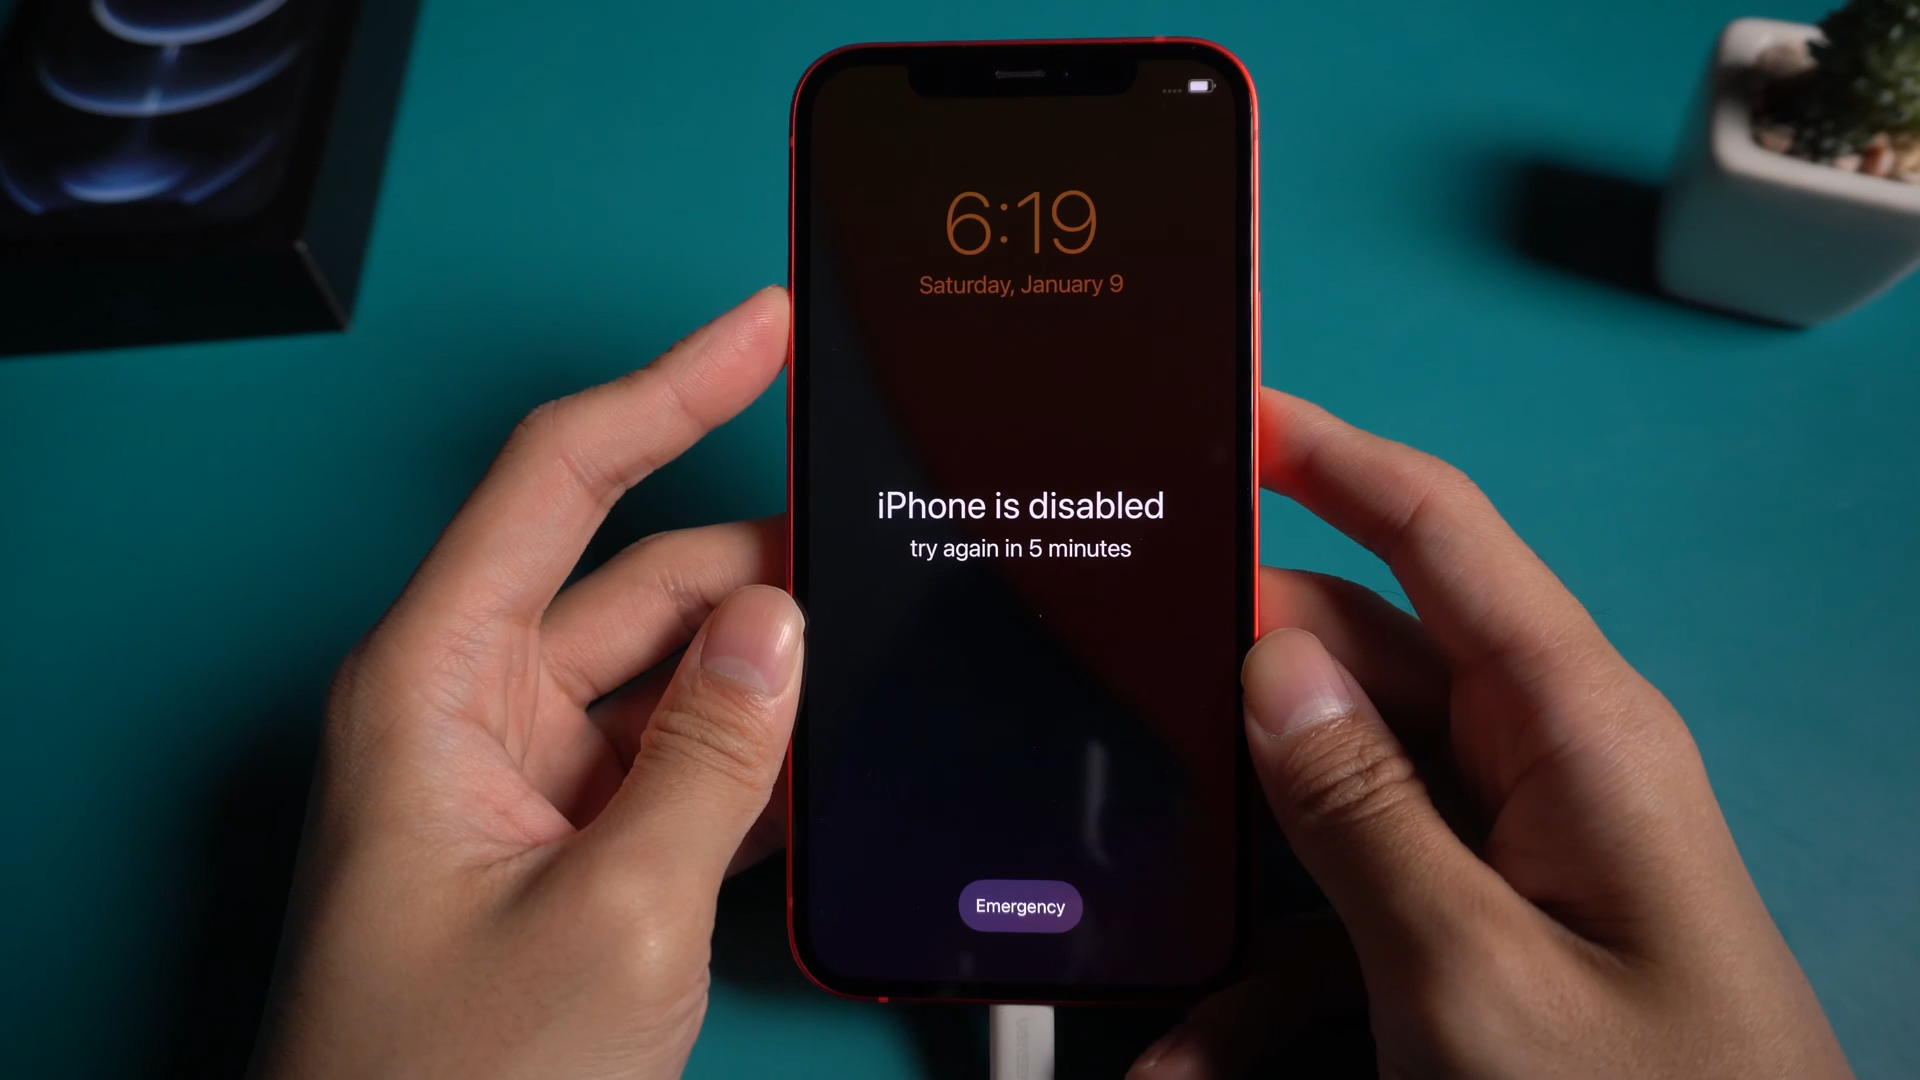 6:19
Saturday, January 9
iPhone is disabled
try again in 5 minutes
Emergency